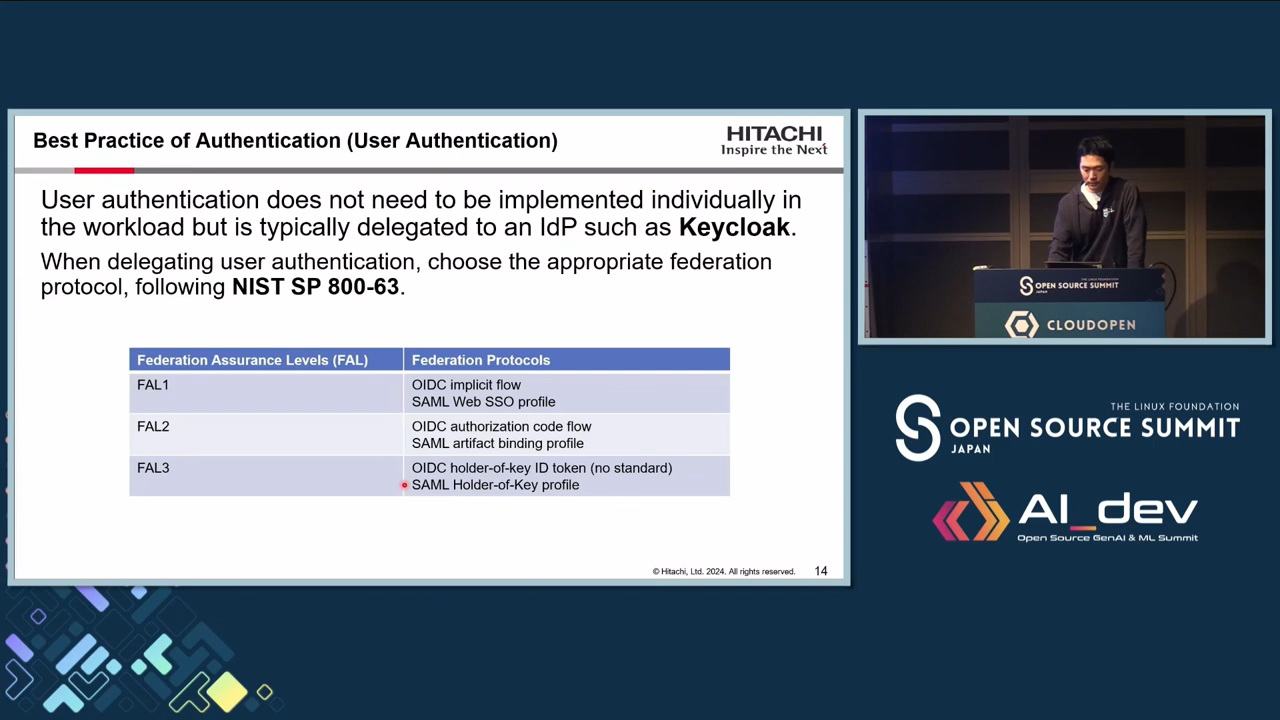 Best Practice of Authentication (User Authentication)
HITACHI
Inspire the Next
User authentication does not need to be implemented individually in
the workload but is typically delegated to an IdP such as Keycloak.
When delegating user authentication, choose the appropriate federation
protocol, following NIST SP 800-63.
Federation Assurance Levels (FAL) Federation Protocols
FAL1 OIDC implicit flow
SAML Web SSO profile
FAL2 OIDC authorization code flow
SAML artifact binding profile
FAL3 OIDC holder-of-key ID token (no standard)
SAML Holder-of-Key profile
© Hitachi, Ltd. 2024. All rights reserved. 14
THE LINUX FOUNDATION
OPEN SOURCE SUMMIT
JAPAN
CLOUDOPEN
THE LINUX FOUNDATION
OPEN SOURCE SUMMIT
JAPAN
AI_dev
Open Source GenAI & ML Summit